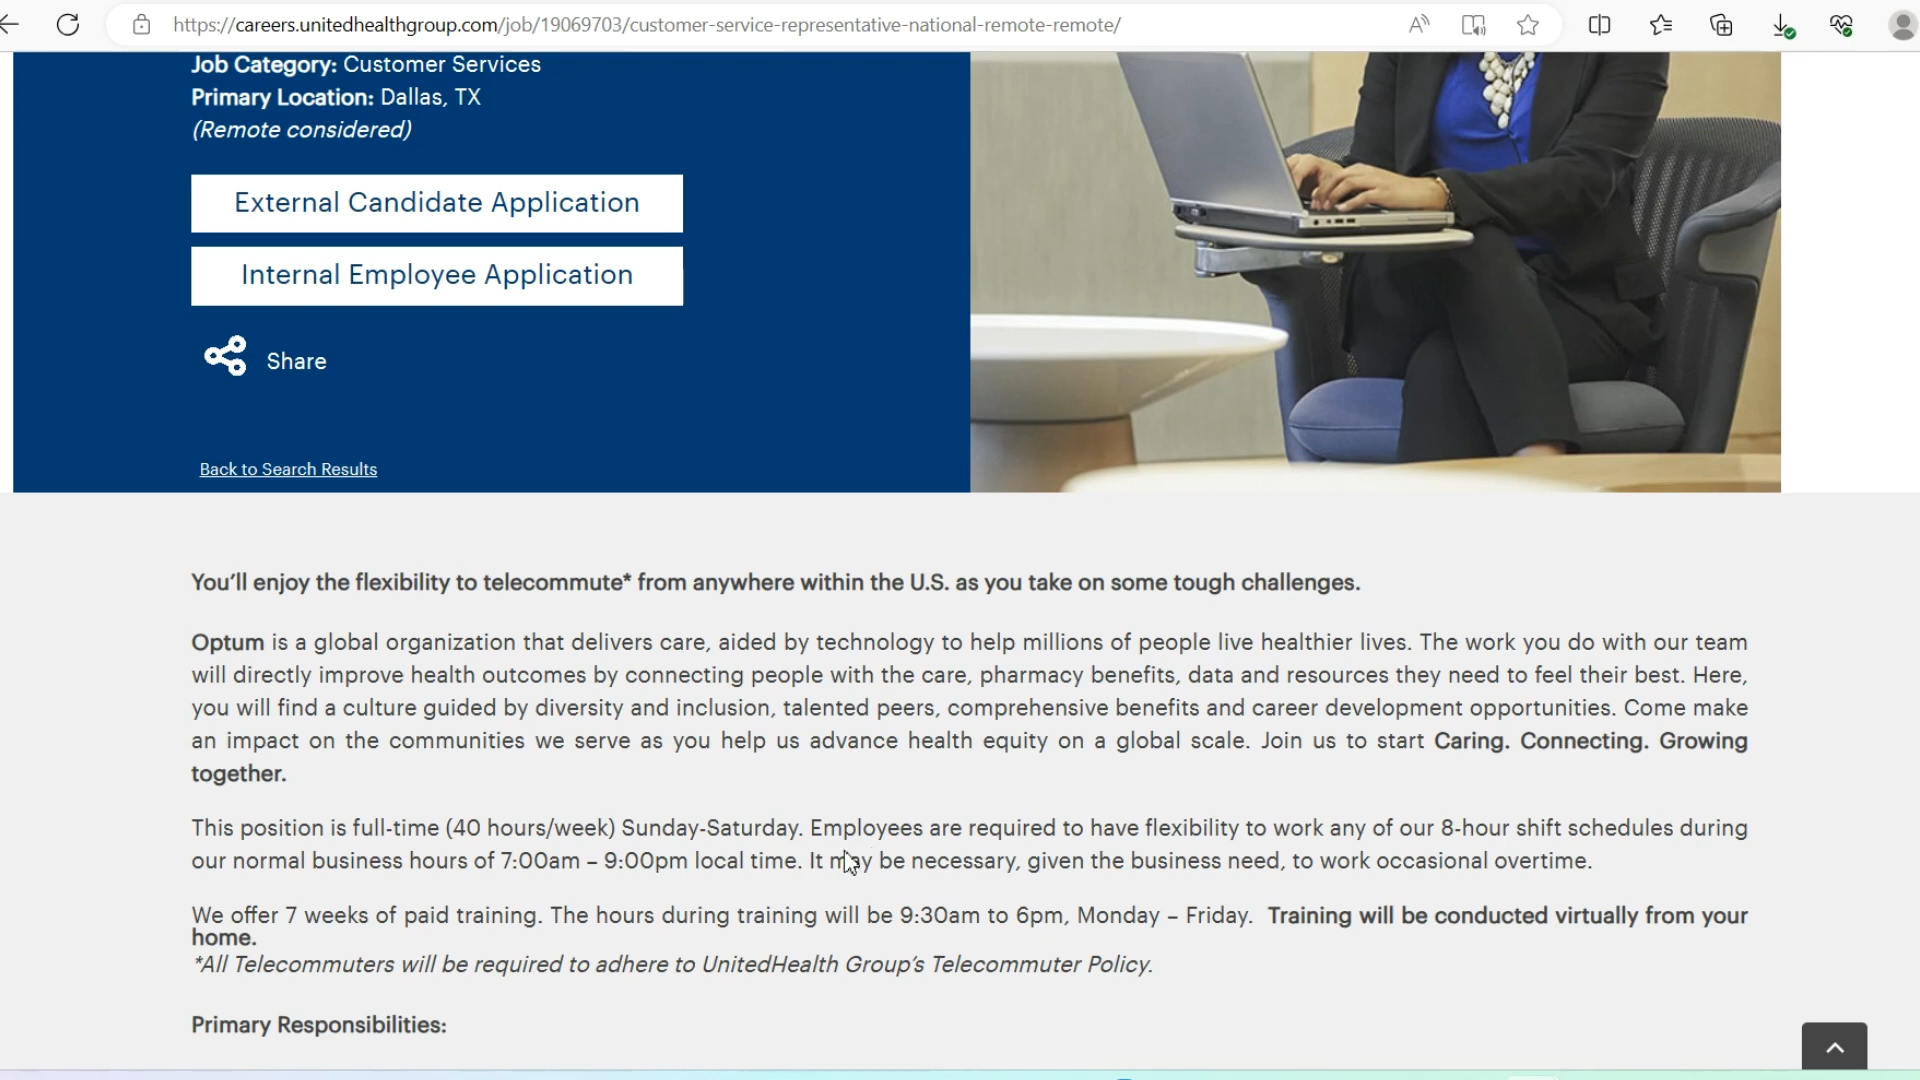 https://careers.unitedhealthgroup.com/job/19069703/customer-service-representative-national-remote-remote/
Job Category: Customer Services
Primary Location: Dallas, TX
(Remote considered)
External Candidate Application
Internal Employee Application
Share
Back to Search Results
You'll enjoy the flexibility to telecommute* from anywhere within the U.S. as you take on some tough challenges.
Optum is a global organization that delivers care, aided by technology to help millions of people live healthier lives. The work you do with our team
will directly improve health outcomes by connecting people with the care, pharmacy benefits, data and resources they need to feel their best. Here,
you will find a culture guided by diversity and inclusion, talented peers, comprehensive benefits and career development opportunities. Come make
an impact on the communities we serve as you help us advance health equity on a global scale. Join us to start Caring. Connecting. Growing
together.
This position is full-time (40 hours/week) Sunday-Saturday. Employees are required to have flexibility to work any of our 8-hour shift schedules during
our normal business hours of 7:00am – 9:00pm local time. It may be necessary, given the business need, to work occasional overtime.
We offer 7 weeks of paid training. The hours during training will be 9:30am to 6pm, Monday – Friday. Training will be conducted virtually from your
home.
*All Telecommuters will be required to adhere to UnitedHealth Group's Telecommuter Policy.
Primary Responsibilities: